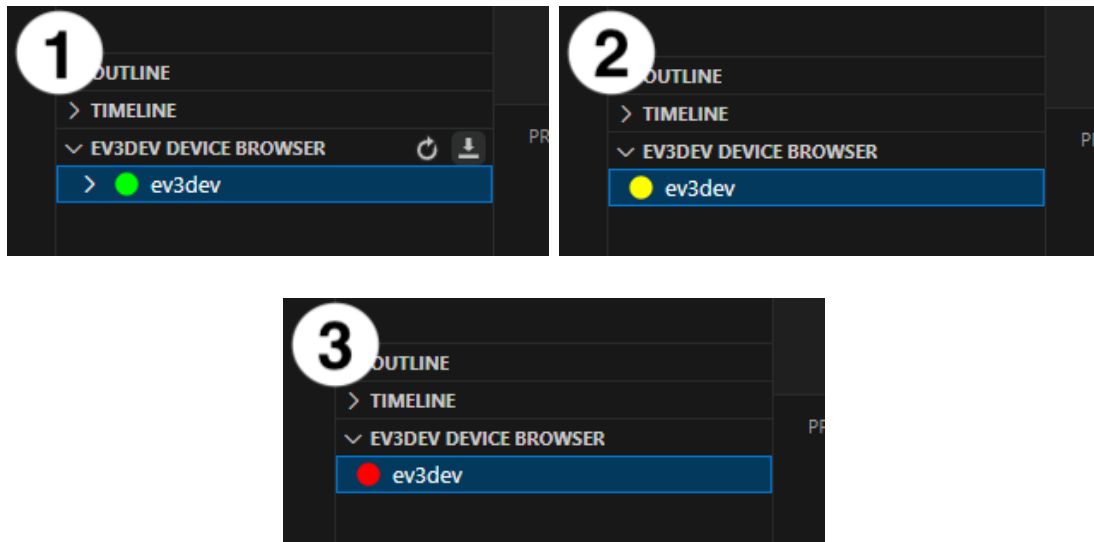 1
OUTLINE
TIMELINE
EV3DEV DEVICE BROWSER
ev3dev
PR
2
OUTLINE
TIMELINE
EV3DEV DEVICE BROWSER
ev3dev
3
OUTLINE
TIMELINE
EV3DEV DEVICE BROWSER
ev3dev